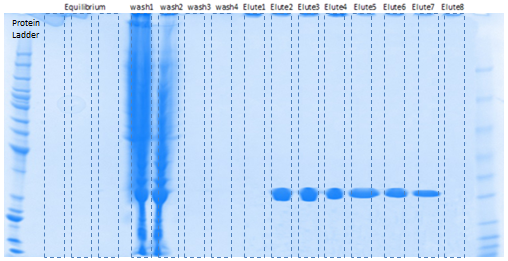 Equilibrium wash1 wash2 wash3 wash4 Elute1 Elute2 Elute3 Elute4 Elute5 Elute6 Elute7 Elute8
Protein
Ladder